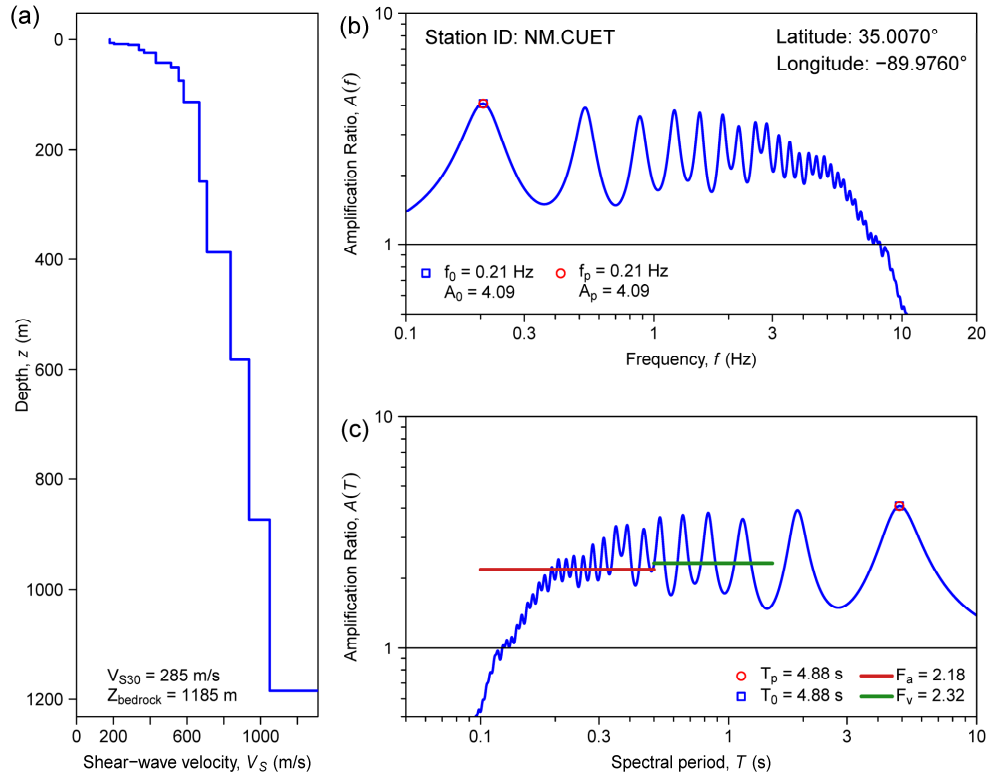 (a)
0
200
400
600
800
1000
1200
Depth, z (m)
V_S30 = 285 m/s
Z_bedrock = 1185 m
0 200 600 1000
Shear−wave velocity, V_S (m/s)
(b)
Station ID: NM.CUET
Latitude: 35.0070°
Longitude: −89.9760°
10
1
Amplification Ratio, A(f)
f_0 = 0.21 Hz
A_0 = 4.09
f_p = 0.21 Hz
A_p = 4.09
0.1 0.3 1 3 10 20
Frequency, f (Hz)
(c)
10
1
Amplification Ratio, A(T)
T_p = 4.88 s
T_0 = 4.88 s
F_a = 2.18
F_v = 2.32
0.1 0.3 1 3 10
Spectral period, T (s)